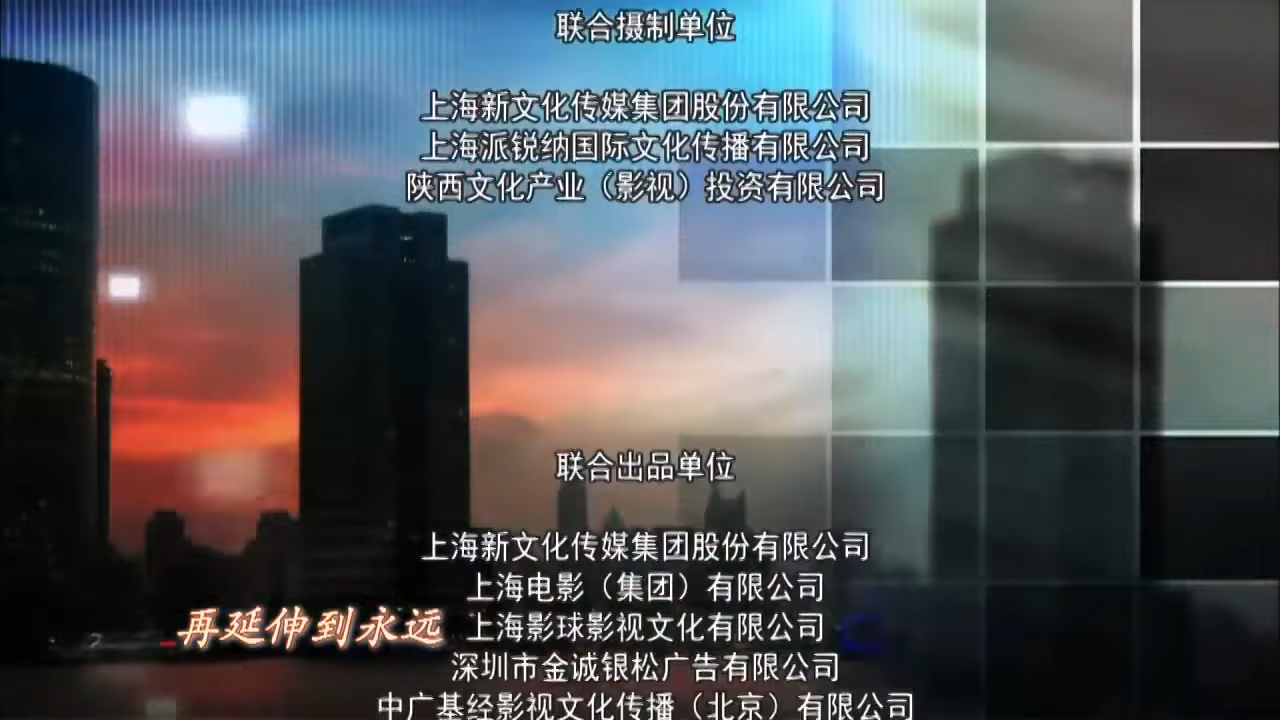 联合摄制单位
上海新文化传媒集团股份有限公司
上海派锐纳国际文化传播有限公司
陕西文化产业（影视）投资有限公司
联合出品单位
上海新文化传媒集团股份有限公司
上海电影（集团）有限公司
再延伸到永远
上海影球影视文化有限公司
深圳市金诚银松广告有限公司
中广基经影视文化传播（北京）有限公司